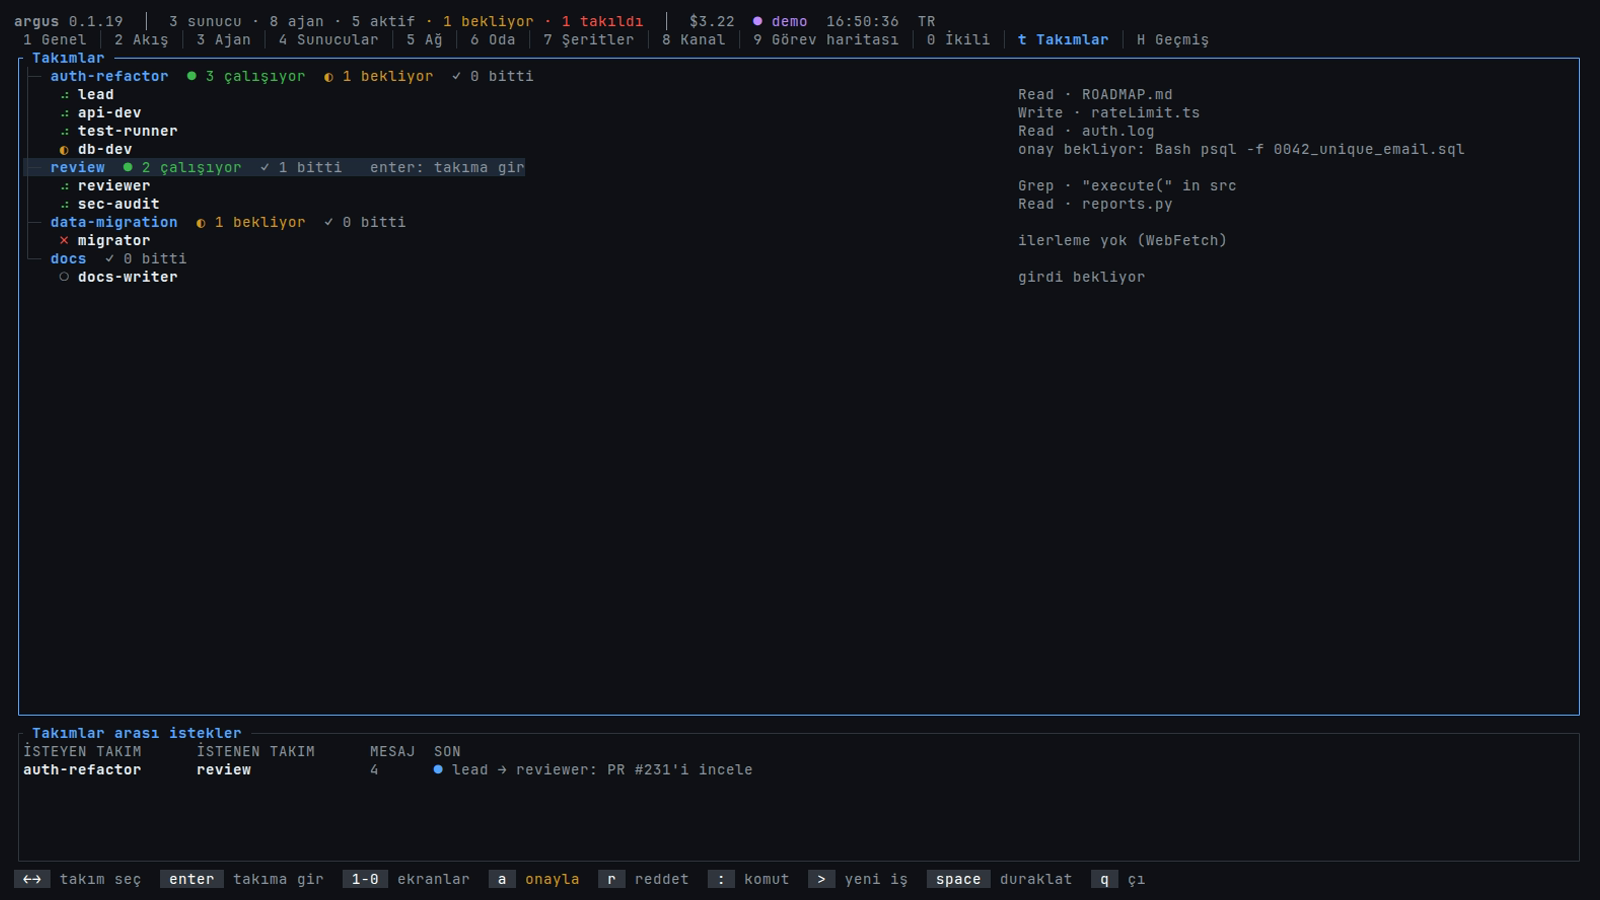 argus 0.1.19 │ 3 sunucu · 8 ajan · 5 aktif · 1 bekliyor · 1 takıldı │ $3.22 ● demo 16:50:36 TR
1 Genel │ 2 Akış │ 3 Ajan │ 4 Sunucular │ 5 Ağ │ 6 Oda │ 7 Şeritler │ 8 Kanal │ 9 Görev haritası │ 0 İkili │ t Takımlar │ H Geçmiş
Takımlar
auth-refactor ● 3 çalışıyor ◐ 1 bekliyor ✓ 0 bitti
lead Read · ROADMAP.md
api-dev Write · rateLimit.ts
test-runner Read · auth.log
◐ db-dev onay bekliyor: Bash psql -f 0042_unique_email.sql
review ● 2 çalışıyor ✓ 1 bitti enter: takıma gir
reviewer Grep · "execute(" in src
sec-audit Read · reports.py
data-migration ◐ 1 bekliyor ✓ 0 bitti
✕ migrator ilerleme yok (WebFetch)
docs ✓ 0 bitti
○ docs-writer girdi bekliyor
Takımlar arası istekler
İSTEYEN TAKIM İSTENEN TAKIM MESAJ SON
auth-refactor review 4 ● lead → reviewer: PR #231'i incele
↔ takım seç enter takıma gir 1-0 ekranlar a onayla r reddet : komut > yeni iş space duraklat q çı